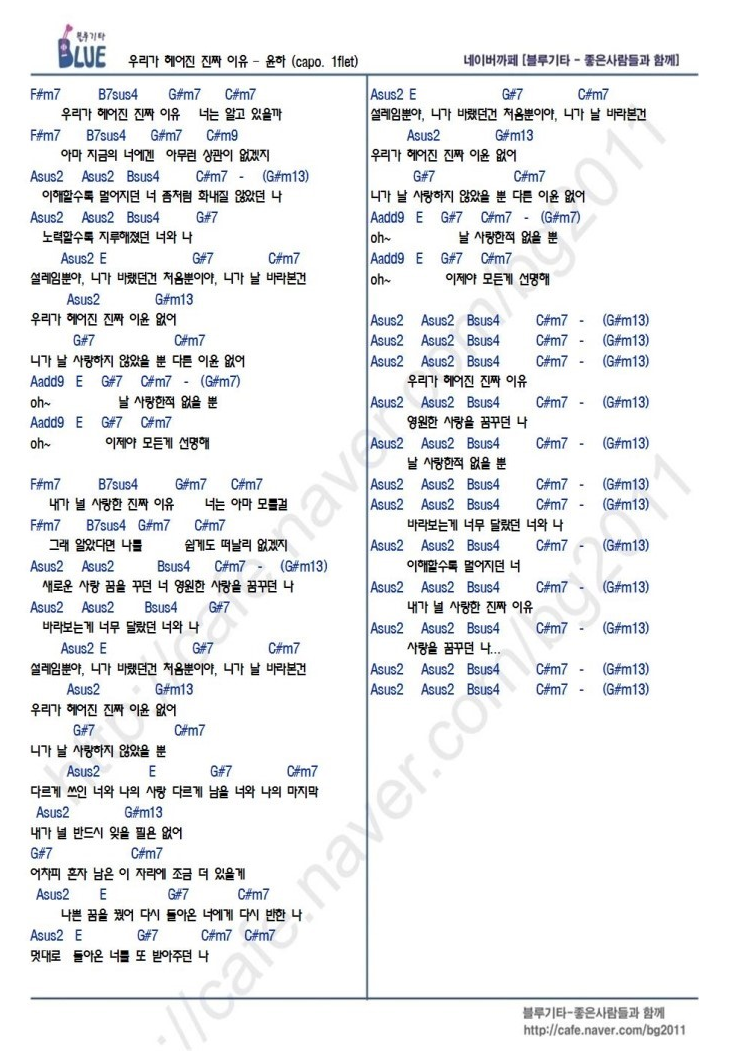 블루기타
BLUE
우리가 헤어진 진짜 이유 - 윤하 (capo. 1flet)
네이버까페 [블루기타 - 좋은사람들과 함께]
F#m7 B7sus4 G#m7 C#m7
우리가 헤어진 진짜 이유 너는 알고 있을까
F#m7 B7sus4 G#m7 C#m9
아마 지금의 너에겐 아무런 상관이 없겠지
Asus2 Asus2 Bsus4 C#m7 - (G#m13)
이해할수록 멀어지던 너 좀처럼 화내질 않았던 나
Asus2 Asus2 Bsus4 G#7
노력할수록 지루해졌던 너와 나
Asus2 E G#7 C#m7
설레임뿐야, 니가 바랬던건 처음뿐이야, 니가 날 바라본건
Asus2 G#m13
우리가 헤어진 진짜 이윤 없어
G#7 C#m7
니가 날 사랑하지 않았을 뿐 다른 이윤 없어
Aadd9 E G#7 C#m7 - (G#m7)
oh~ 날 사랑한적 없을 뿐
Aadd9 E G#7 C#m7
oh~ 이제야 모든게 선명해
F#m7 B7sus4 G#m7 C#m7
내가 널 사랑한 진짜 이유 너는 아마 모를걸
F#m7 B7sus4 G#m7 C#m7
그래 알았다면 나를 쉽게도 떠날리 없겠지
Asus2 Asus2 Bsus4 C#m7 - (G#m13)
새로운 사랑 꿈을 꾸던 너 영원한 사랑을 꿈꾸던 나
Asus2 Asus2 Bsus4 G#7
바라보는게 너무 달랐던 너와 나
Asus2 E G#7 C#m7
설레임뿐야, 니가 바랬던건 처음뿐이야, 니가 날 바라본건
Asus2 G#m13
우리가 헤어진 진짜 이윤 없어
G#7 C#m7
니가 날 사랑하지 않았을 뿐
Asus2 E G#7 C#m7
다르게 쓰인 너와 나의 사랑 다르게 남을 너와 나의 마지막
Asus2 G#m13
내가 널 반드시 잊을 필욘 없어
G#7 C#m7
어차피 혼자 남은 이 자리에 조금 더 있을게
Asus2 E G#7 C#m7
나쁜 꿈을 꿨어 다시 돌아온 너에게 다시 반한 나
Asus2 E G#7 C#m7 C#m7
멋대로 돌아온 너를 또 받아주던 나
Asus2 E G#7 C#m7
설레임뿐야, 니가 바랬던건 처음뿐이야, 니가 날 바라본건
Asus2 G#m13
우리가 헤어진 진짜 이윤 없어
G#7 C#m7
니가 날 사랑하지 않았을 뿐 다른 이윤 없어
Aadd9 E G#7 C#m7 - (G#m7)
oh~ 날 사랑한적 없을 뿐
Aadd9 E G#7 C#m7
oh~ 이제야 모든게 선명해
Asus2 Asus2 Bsus4 C#m7 - (G#m13)
Asus2 Asus2 Bsus4 C#m7 - (G#m13)
Asus2 Asus2 Bsus4 C#m7 - (G#m13)
우리가 헤어진 진짜 이유
Asus2 Asus2 Bsus4 C#m7 - (G#m13)
영원한 사랑을 꿈꾸던 나
Asus2 Asus2 Bsus4 C#m7 - (G#m13)
날 사랑한적 없을 뿐
Asus2 Asus2 Bsus4 C#m7 - (G#m13)
Asus2 Asus2 Bsus4 C#m7 - (G#m13)
바라보는게 너무 달랐던 너와 나
Asus2 Asus2 Bsus4 C#m7 - (G#m13)
이해할수록 멀어지던 너
Asus2 Asus2 Bsus4 C#m7 - (G#m13)
내가 널 사랑한 진짜 이유
Asus2 Asus2 Bsus4 C#m7 - (G#m13)
사랑을 꿈꾸던 나...
Asus2 Asus2 Bsus4 C#m7 - (G#m13)
Asus2 Asus2 Bsus4 C#m7 - (G#m13)
http://cafe.naver.com/bg2011
://cafe.naver.com/bg2011
블루기타-좋은사람들과 함께
http://cafe.naver.com/bg2011